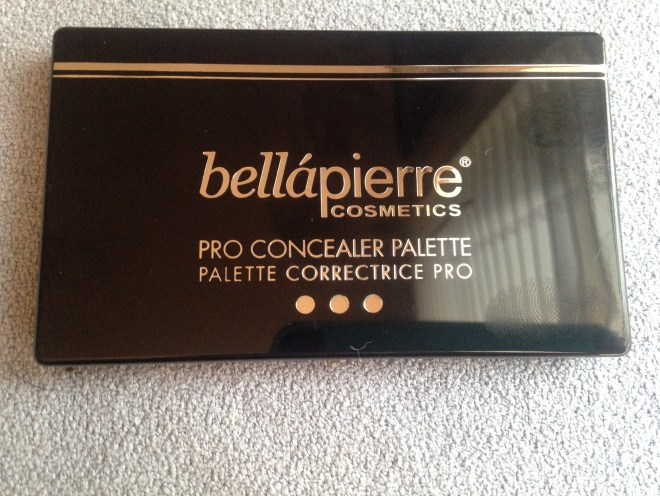 bellápierre®
COSMETICS
PRO CONCEALER PALETTE
PALETTE CORRECTRICE PRO